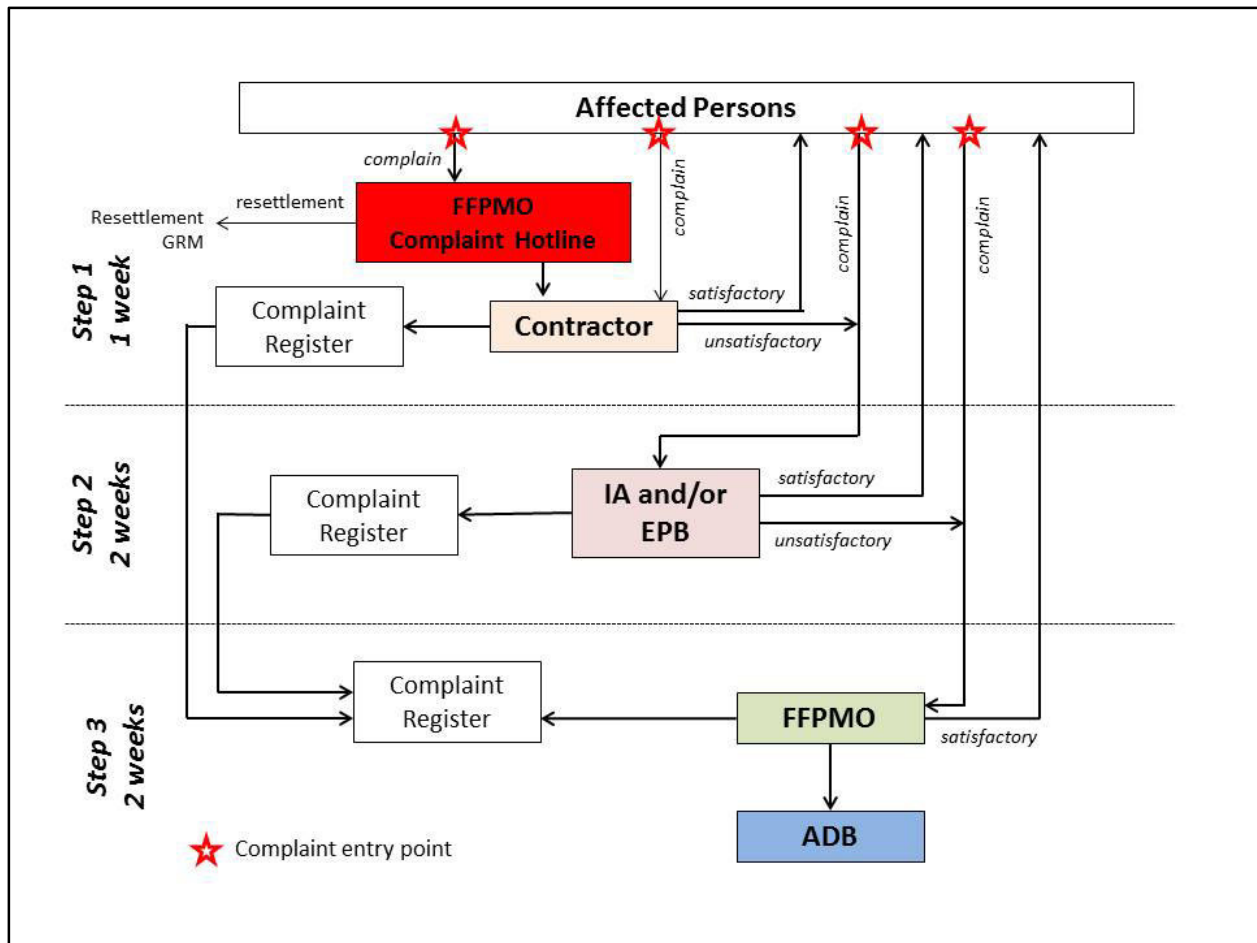 Affected Persons
complain
complain
complain
complain
resettlement
Resettlement
GRM
FFPMO
Complaint Hotline
Step 1
1 week
Complaint
Register
Contractor
satisfactory
unsatisfactory
Step 2
2 weeks
Complaint
Register
IA and/or
EPB
satisfactory
unsatisfactory
Step 3
2 weeks
Complaint
Register
FFPMO
satisfactory
ADB
Complaint entry point